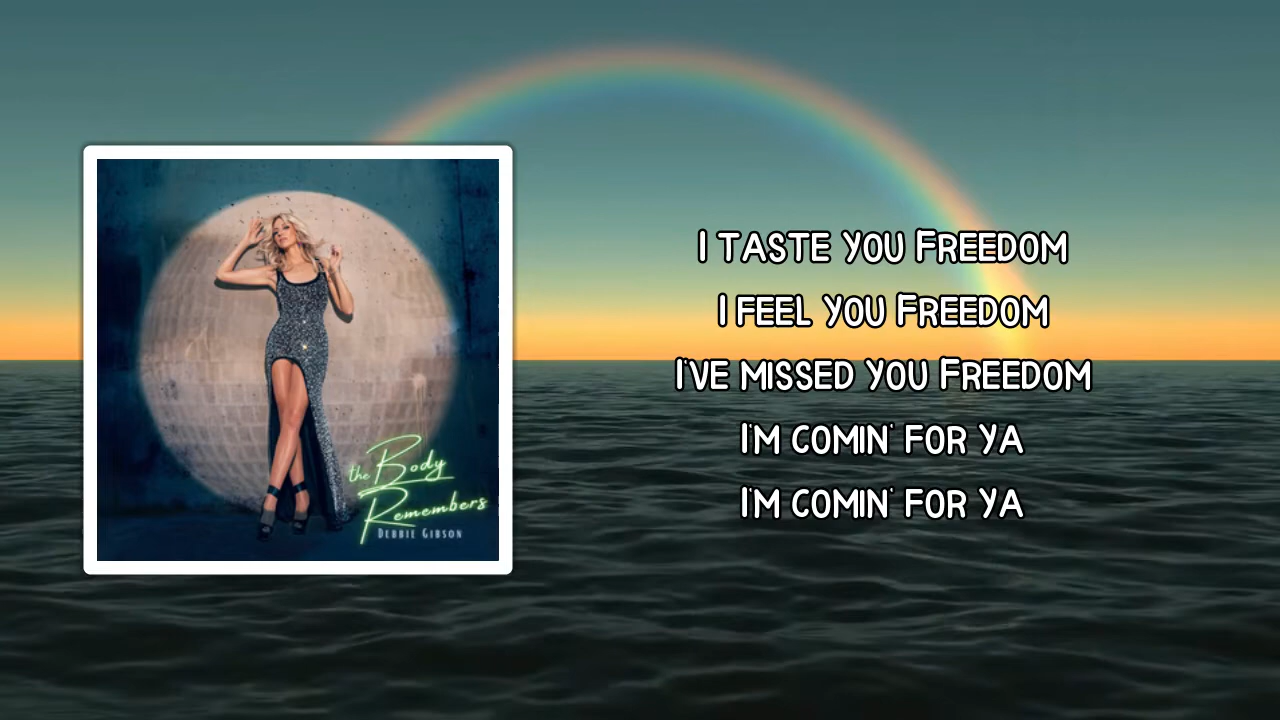 the Body
Remembers
DEBBIE GIBSON
I TASTE YOU FREEDOM
I FEEL YOU FREEDOM
I'VE MISSED YOU FREEDOM
I'M COMIN' FOR YA
I'M COMIN' FOR YA